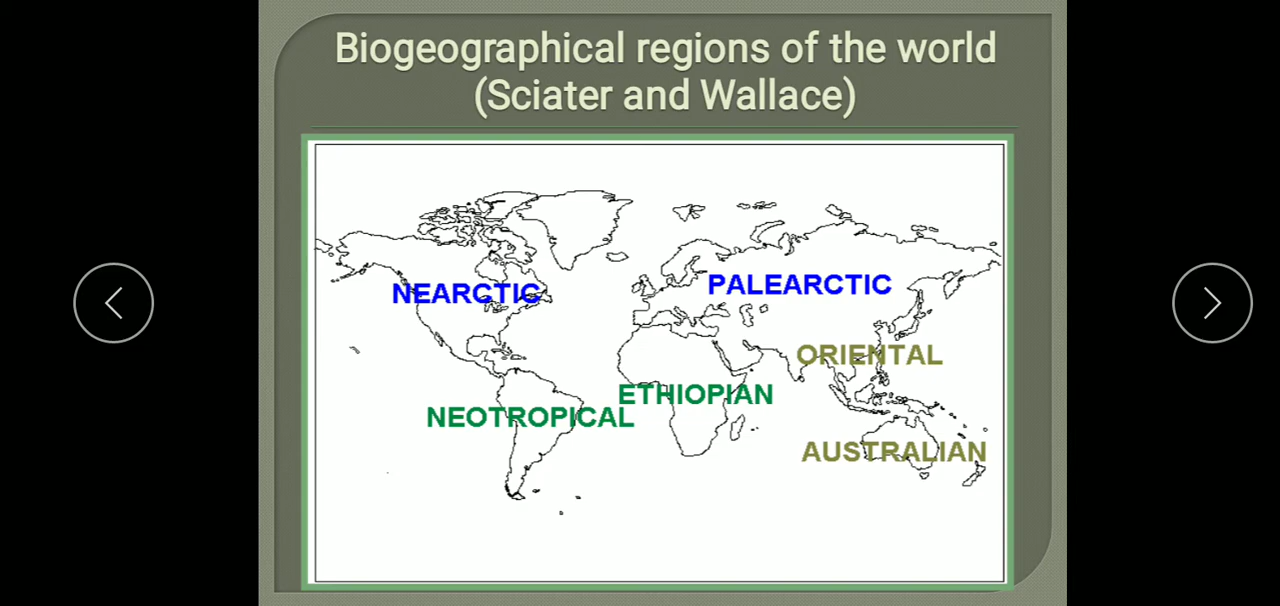 Biogeographical regions of the world
(Sciater and Wallace)
NEARCTIC
PALEARCTIC
ORIENTAL
ETHIOPIAN
NEOTROPICAL
AUSTRALIAN